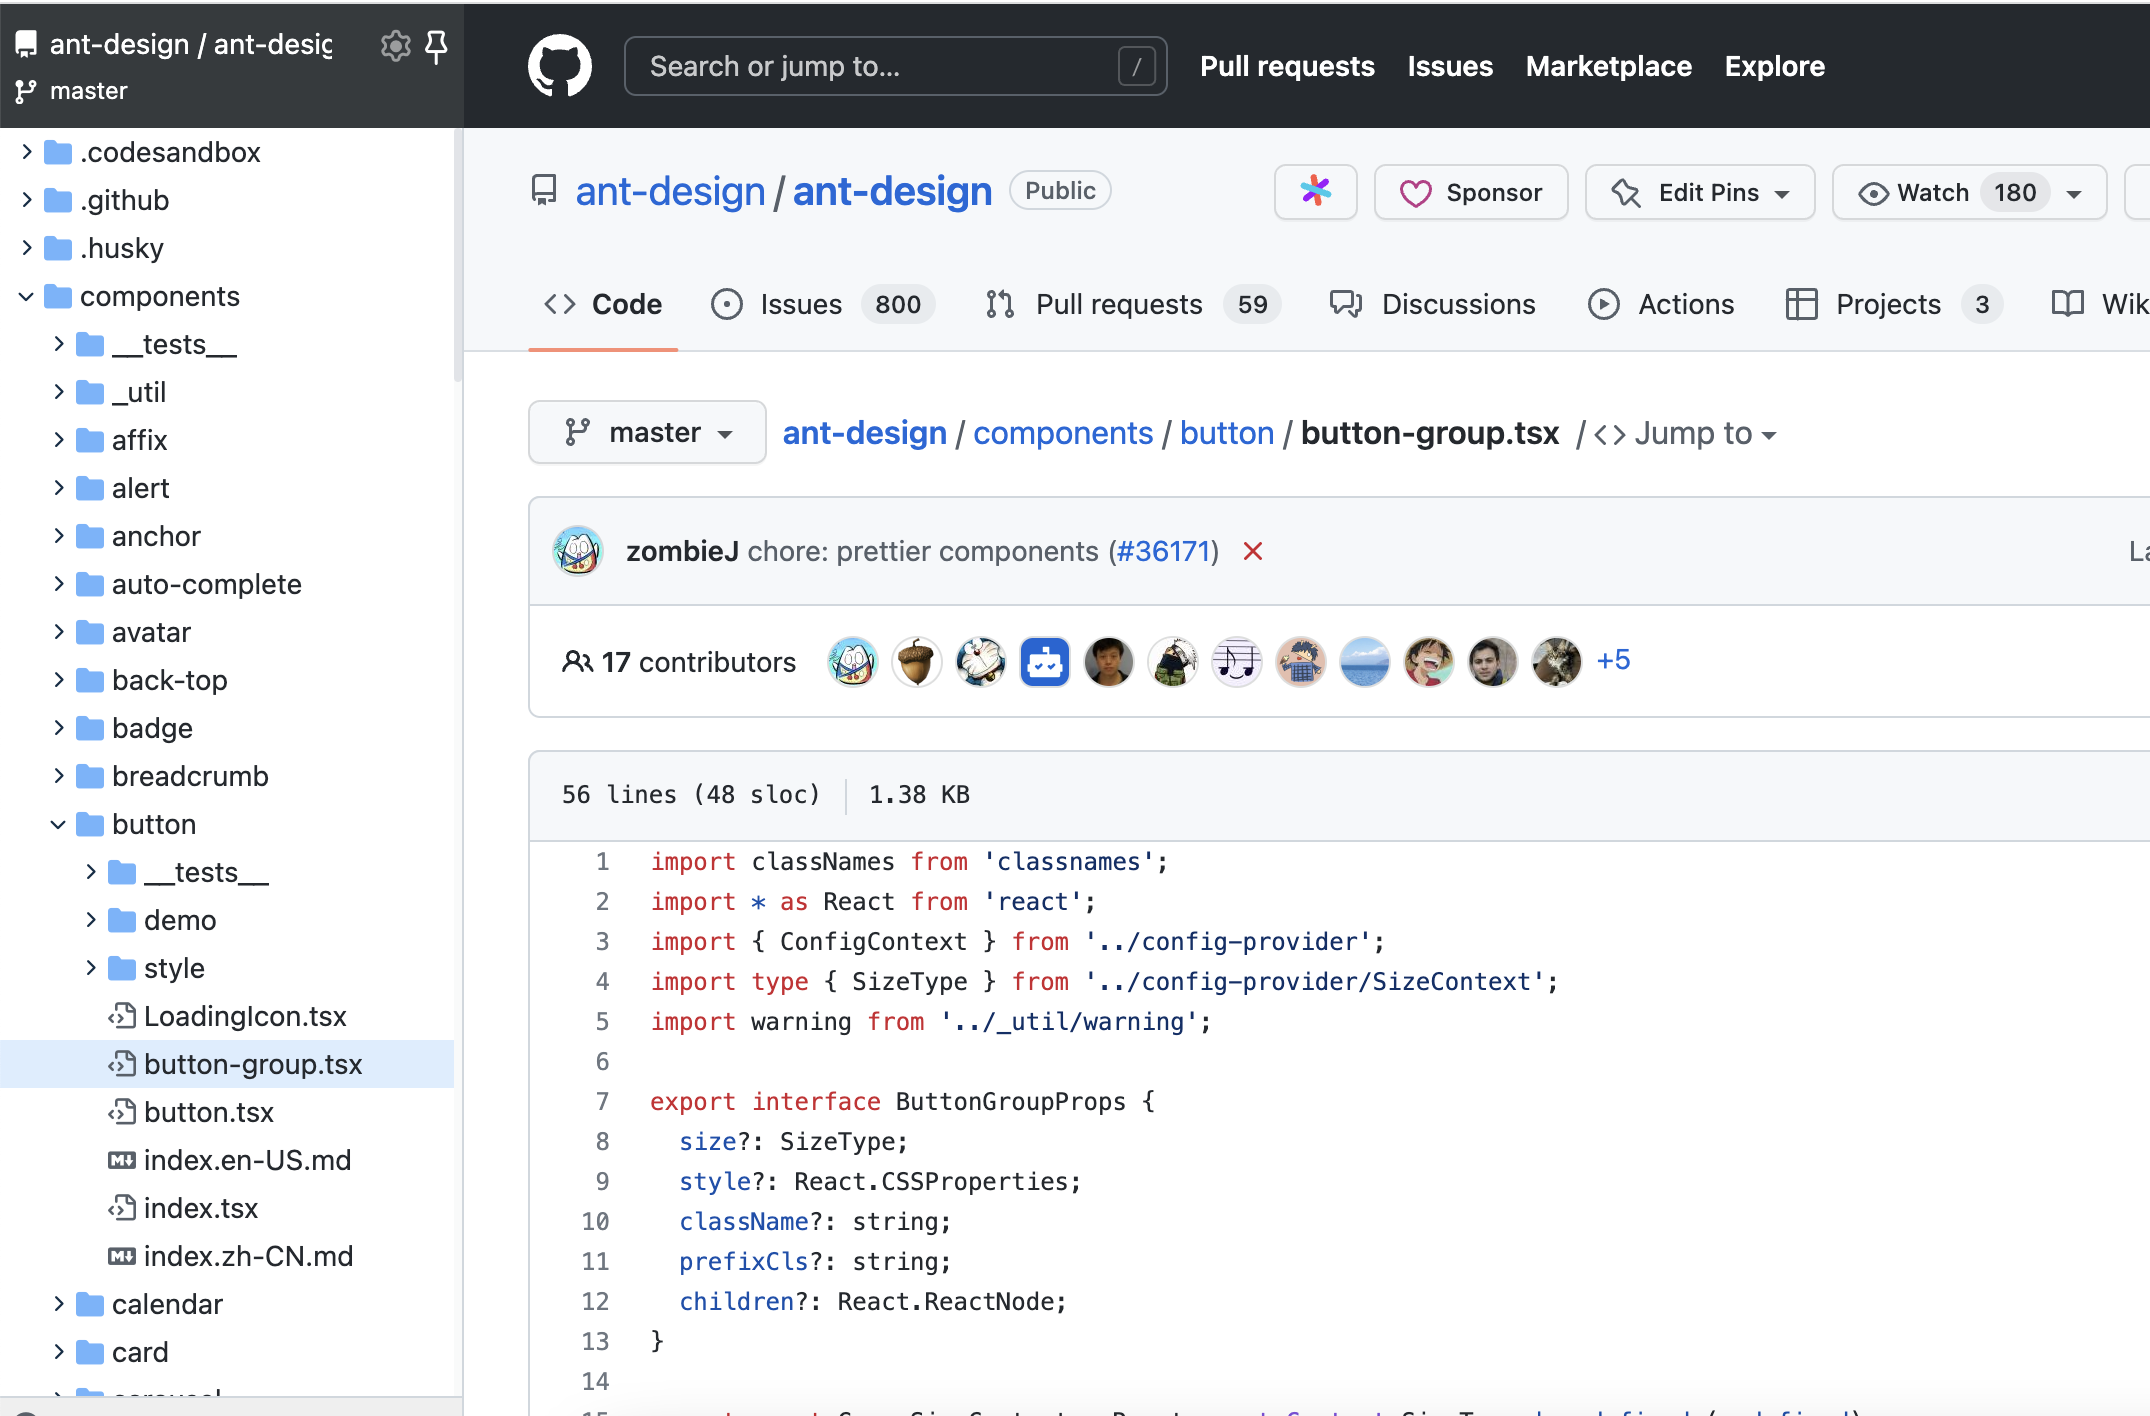 ant-design / ant-desig
master
Search or jump to...
/
Pull requests
Issues
Marketplace
Explore
.codesandbox
.github
.husky
components
__tests__
_util
affix
alert
anchor
auto-complete
avatar
back-top
badge
breadcrumb
button
__tests__
demo
style
LoadingIcon.tsx
button-group.tsx
button.tsx
index.en-US.md
index.tsx
index.zh-CN.md
calendar
card
ant-design / ant-design Public
Sponsor
Edit Pins
Watch 180
Code
Issues 800
Pull requests 59
Discussions
Actions
Projects 3
Wik
master
ant-design / components / button / button-group.tsx / <> Jump to
zombieJ chore: prettier components (#36171)
17 contributors
+5
56 lines (48 sloc) 1.38 KB
1 import classNames from 'classnames';
2 import * as React from 'react';
3 import { ConfigContext } from '../config-provider';
4 import type { SizeType } from '../config-provider/SizeContext';
5 import warning from '../_util/warning';
6
7 export interface ButtonGroupProps {
8 size?: SizeType;
9 style?: React.CSSProperties;
10 className?: string;
11 prefixCls?: string;
12 children?: React.ReactNode;
13 }
14